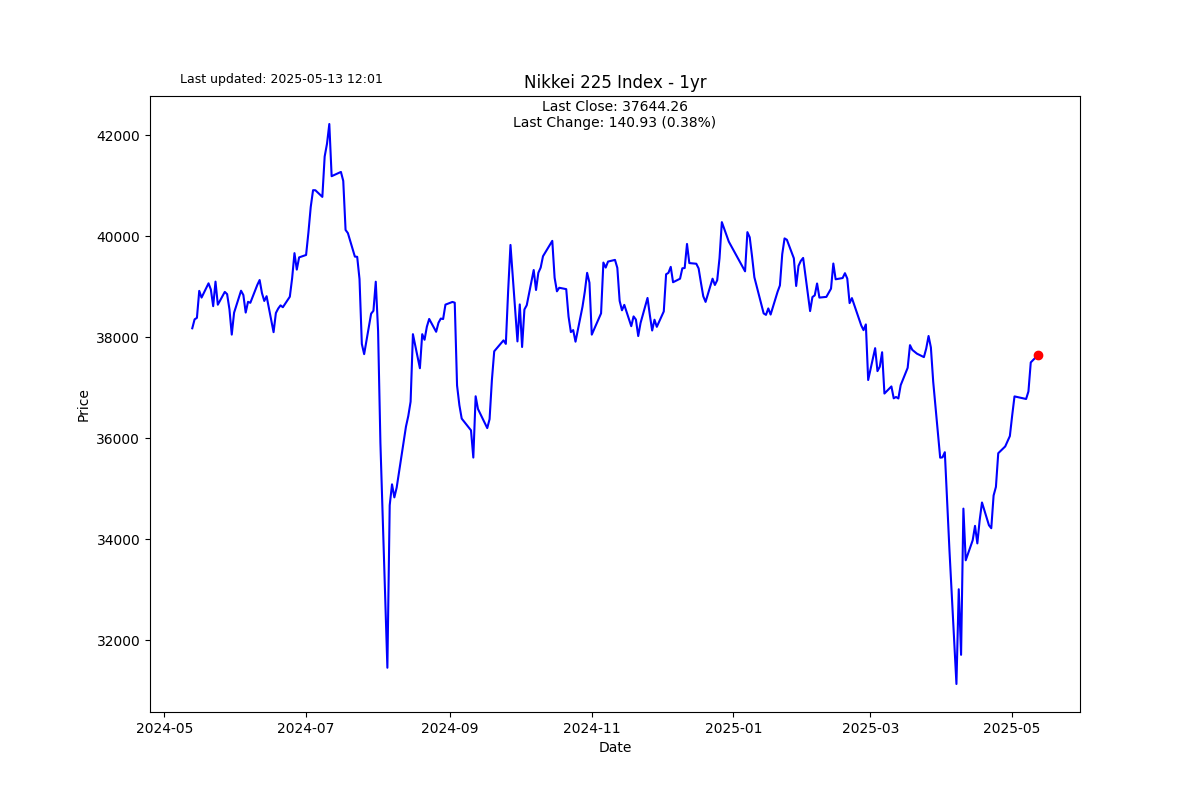 Last updated: 2025-05-13 12:01
Nikkei 225 Index - 1yr
Last Close: 37644.26
Last Change: 140.93 (0.38%)
42000
40000
38000
36000
34000
32000
Price
2024-05
2024-07
2024-09
2024-11
2025-01
2025-03
2025-05
Date